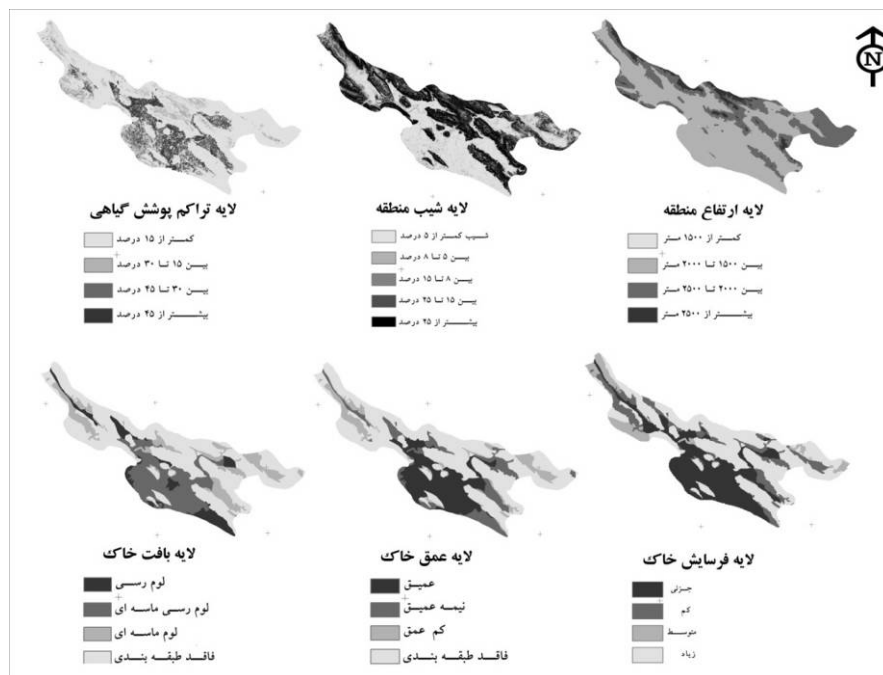 N
لایه ارتفاع منطقه
کمتر از ۱۵۰۰ متر
بین ۱۵۰۰ تا ۲۰۰۰ متر
بین ۲۰۰۰ تا ۲۵۰۰ متر
بیشتر از ۲۵۰۰ متر
لایه شیب منطقه
شیب کمتر از ۵ درصد
بین ۵ تا ۸ درصد
بین ۸ تا ۱۵ درصد
بین ۱۵ تا ۲۵ درصد
بیشتر از ۲۵ درصد
لایه تراکم پوشش گیاهی
کمتر از ۱۵ درصد
بین ۱۵ تا ۳۰ درصد
بین ۳۰ تا ۴۵ درصد
بیشتر از ۴۵ درصد
لایه فرسایش خاک
جزئی
کم
متوسط
زیاد
لایه عمق خاک
عمیق
نیمه عمیق
کم عمق
فاقد طبقه بندی
لایه بافت خاک
لوم رسی
لوم رسی ماسه ای
لوم ماسه ای
فاقد طبقه بندی